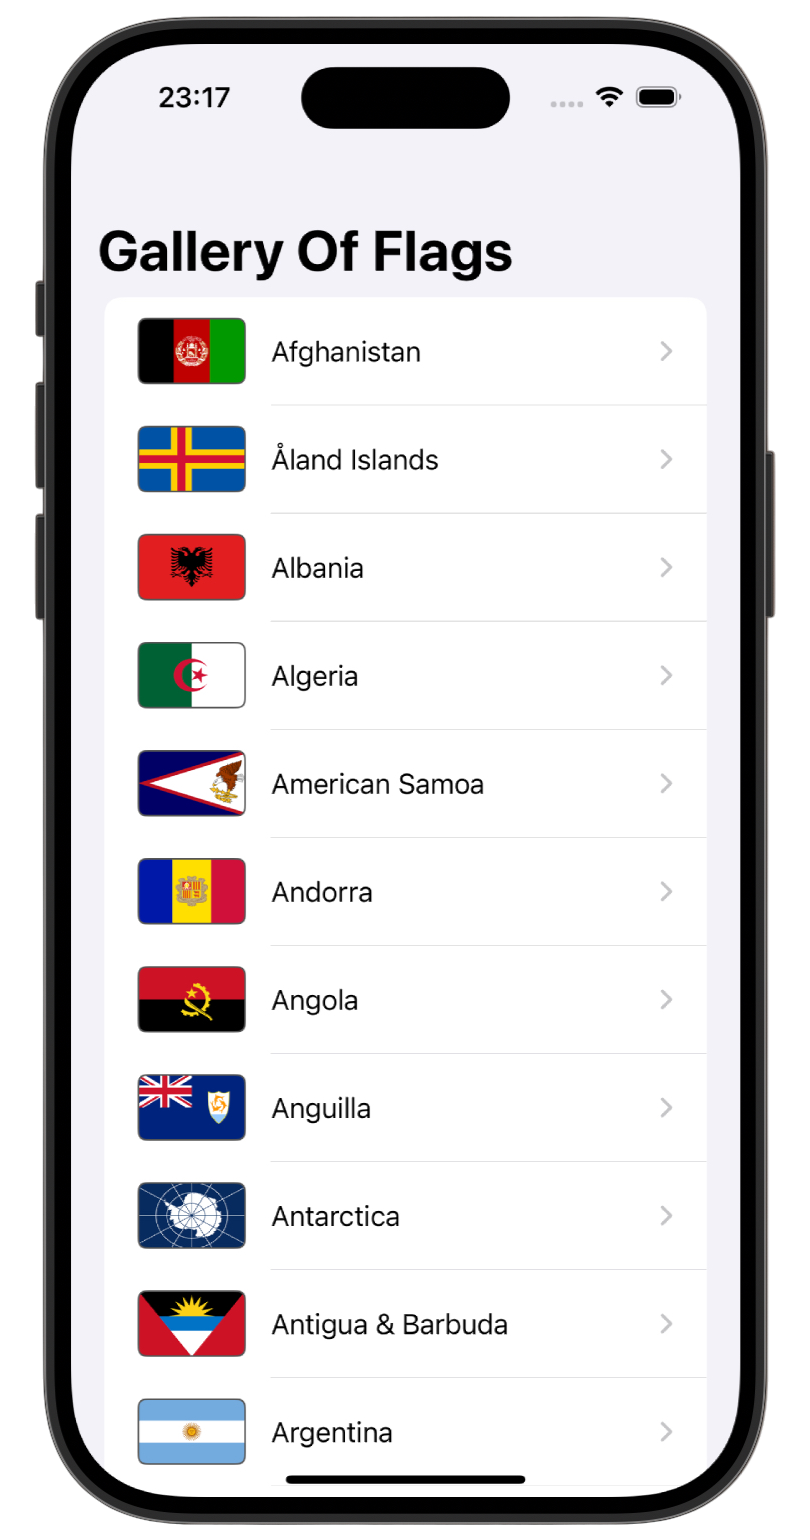 23:17
Gallery Of Flags
Afghanistan
Åland Islands
Albania
Algeria
American Samoa
Andorra
Angola
Anguilla
Antarctica
Antigua & Barbuda
Argentina